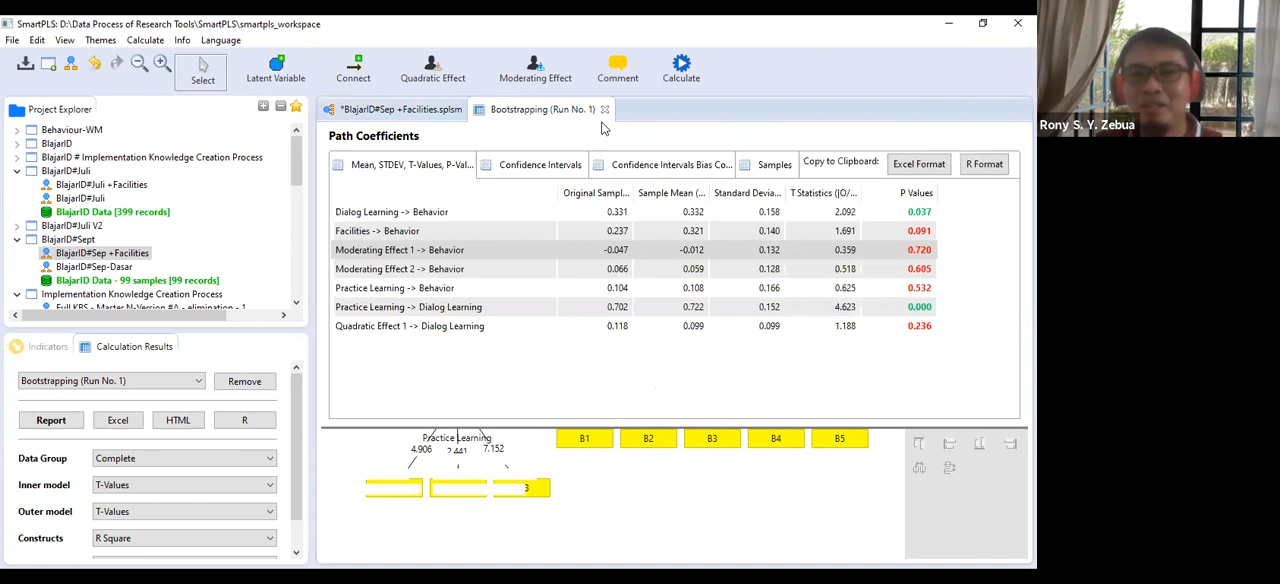 SmartPLS: D:\Data Process of Research Tools\SmartPLS\smartpls_workspace
File Edit View Themes Calculate Info Language
Select
Latent Variable
Connect
Quadratic Effect
Moderating Effect
Comment
Calculate
Rony S. Y. Zebua
Project Explorer
Behaviour-WM
BlajarID
BlajarID # Implementation Knowledge Creation Process
BlajarID#Juli
BlajarID#Juli +Facilities
BlajarID#Juli
BlajarID Data [399 records]
BlajarID#Juli V2
BlajarID#Sept
BlajarID#Sep +Facilities
BlajarID#Sep-Dasar
BlajarID Data - 99 samples [99 records]
Implementation Knowledge Creation Process
Full KBS - Master N-Version #A - elimination - 1
*BlajarID#Sep +Facilities.splsm
Bootstrapping (Run No. 1)
Path Coefficients
Mean, STDEV, T-Values, P-Val...
Confidence Intervals
Confidence Intervals Bias Co...
Samples
Copy to Clipboard:
Excel Format
R Format
Original Sampl... Sample Mean (... Standard Devia... T Statistics (|O/... P Values
Dialog Learning -> Behavior 0.331 0.332 0.158 2.092 0.037
Facilities -> Behavior 0.237 0.321 0.140 1.691 0.091
Moderating Effect 1 -> Behavior -0.047 -0.012 0.132 0.359 0.720
Moderating Effect 2 -> Behavior 0.066 0.059 0.128 0.518 0.605
Practice Learning -> Behavior 0.104 0.108 0.166 0.625 0.532
Practice Learning -> Dialog Learning 0.702 0.722 0.152 4.623 0.000
Quadratic Effect 1 -> Dialog Learning 0.118 0.099 0.099 1.188 0.236
Indicators
Calculation Results
Bootstrapping (Run No. 1)
Remove
Report
Excel
HTML
R
Data Group
Complete
Inner model
T-Values
Outer model
T-Values
Constructs
R Square
Practice Learning
4.906 2.441 7.152
B1 B2 B3 B4 B5